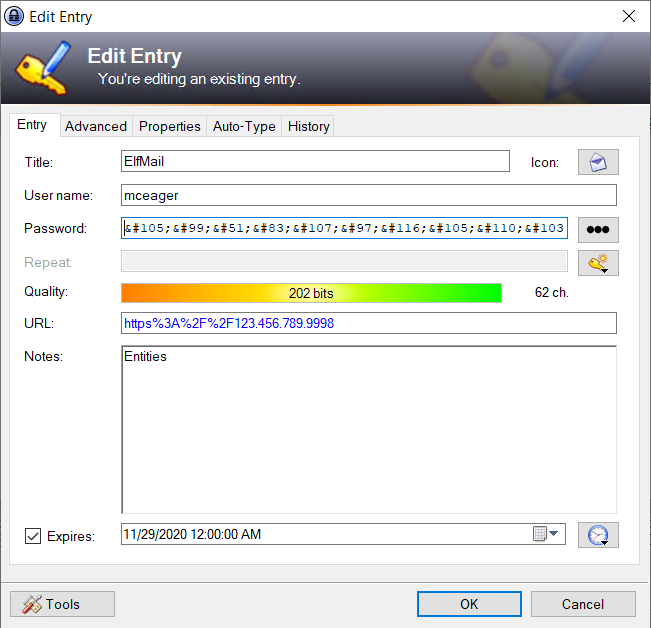 Edit Entry
Edit Entry
You're editing an existing entry.
Entry Advanced Properties Auto-Type History
Title: ElfMail Icon:
User name: mceager
Password: &#105;&#99;&#51;&#83;&#107;&#97;&#116;&#105;&#110;&#103
Repeat:
Quality: 202 bits 62 ch.
URL: https%3A%2F%2F123.456.789.9998
Notes: Entities
Expires: 11/29/2020 12:00:00 AM
Tools OK Cancel